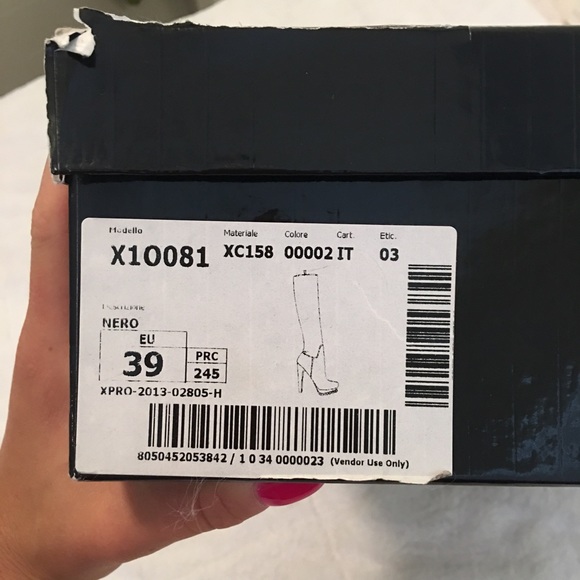 Modello Materiale Colore Cart. Etic.
X10081 XC158 00002 IT 03
NERO
EU
39 PRC
245
XPRO-2013-02805-H
8050452053842 / 1 0 34 0000023 (Vendor Use Only)